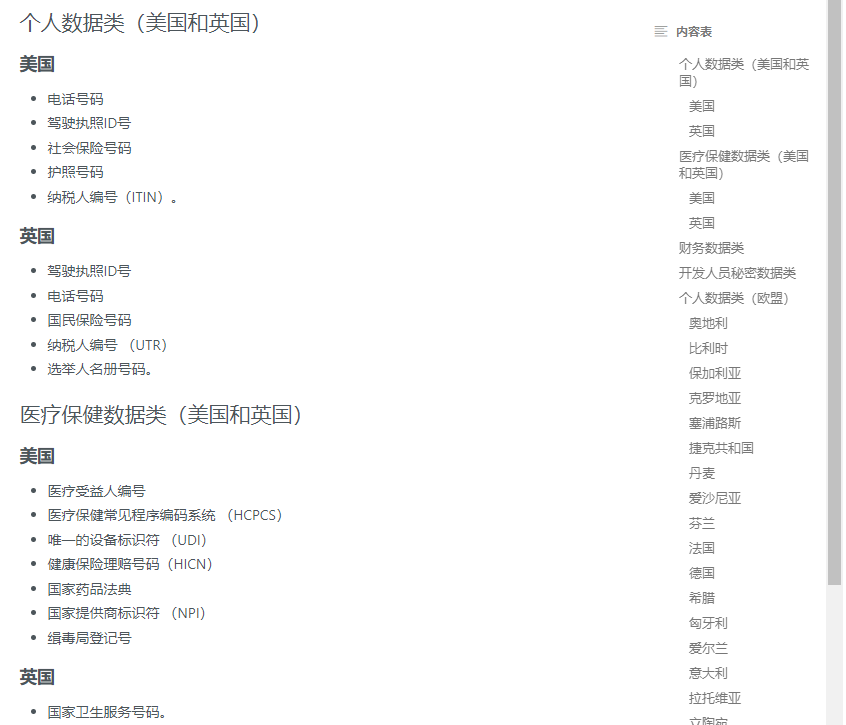 个人数据类（美国和英国）
美国
电话号码
驾驶执照ID号
社会保险号码
护照号码
纳税人编号（ITIN）。
英国
驾驶执照ID号
电话号码
国民保险号码
纳税人编号 （UTR）
选举人名册号码。
医疗保健数据类（美国和英国）
美国
医疗受益人编号
医疗保健常见程序编码系统 （HCPCS）
唯一的设备标识符 （UDI）
健康保险理赔号码（HICN）
国家药品法典
国家提供商标识符 （NPI）
缉毒局登记号
英国
国家卫生服务号码。
内容表
个人数据类（美国和英
国）
美国
英国
医疗保健数据类（美国
和英国）
美国
英国
财务数据类
开发人员秘密数据类
个人数据类（欧盟）
奥地利
比利时
保加利亚
克罗地亚
塞浦路斯
捷克共和国
丹麦
爱沙尼亚
芬兰
法国
德国
希腊
匈牙利
爱尔兰
意大利
拉托维亚
立陶宛